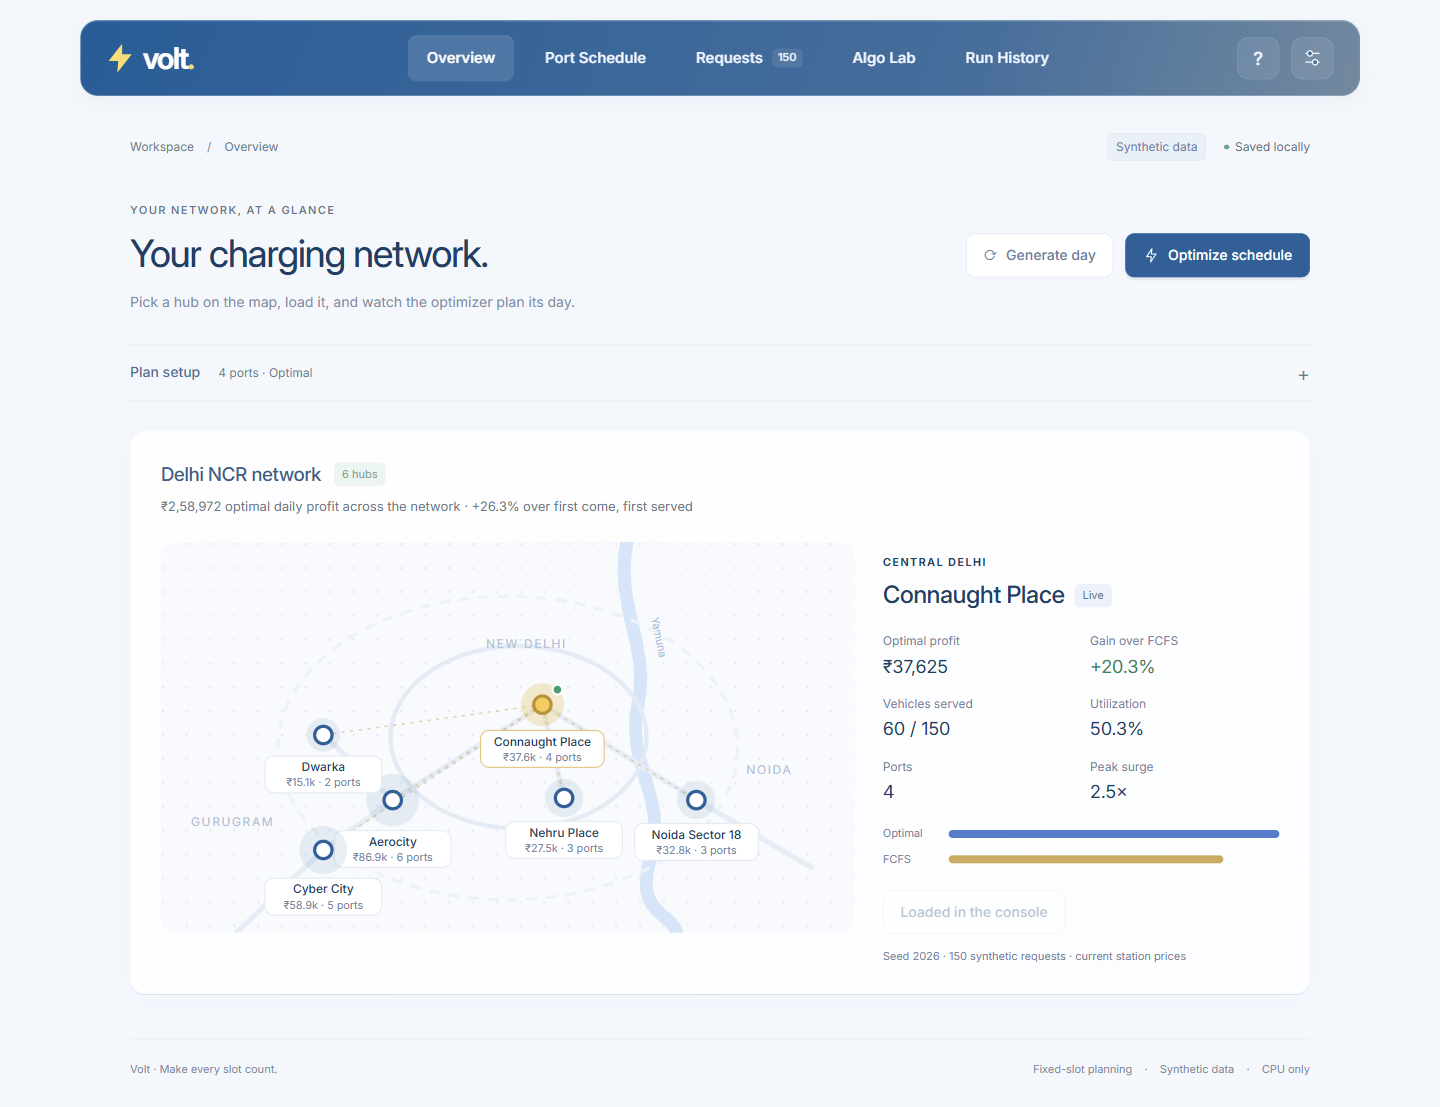 volt.
Overview
Port Schedule
Requests 150
Algo Lab
Run History
?
Workspace / Overview
Synthetic data
Saved locally
YOUR NETWORK, AT A GLANCE
Your charging network.
Generate day
Optimize schedule
Pick a hub on the map, load it, and watch the optimizer plan its day.
Plan setup 4 ports · Optimal
+
Delhi NCR network 6 hubs
₹2,58,972 optimal daily profit across the network · +26.3% over first come, first served
NEW DELHI
Yamuna
Connaught Place
₹37.6k · 4 ports
Dwarka
₹15.1k · 2 ports
NOIDA
GURUGRAM
Aerocity
₹86.9k · 6 ports
Nehru Place
₹27.5k · 3 ports
Noida Sector 18
₹32.8k · 3 ports
Cyber City
₹58.9k · 5 ports
CENTRAL DELHI
Connaught Place Live
Optimal profit
₹37,625
Gain over FCFS
+20.3%
Vehicles served
60 / 150
Utilization
50.3%
Ports
4
Peak surge
2.5×
Optimal
FCFS
Loaded in the console
Seed 2026 · 150 synthetic requests · current station prices
Volt · Make every slot count.
Fixed-slot planning · Synthetic data · CPU only